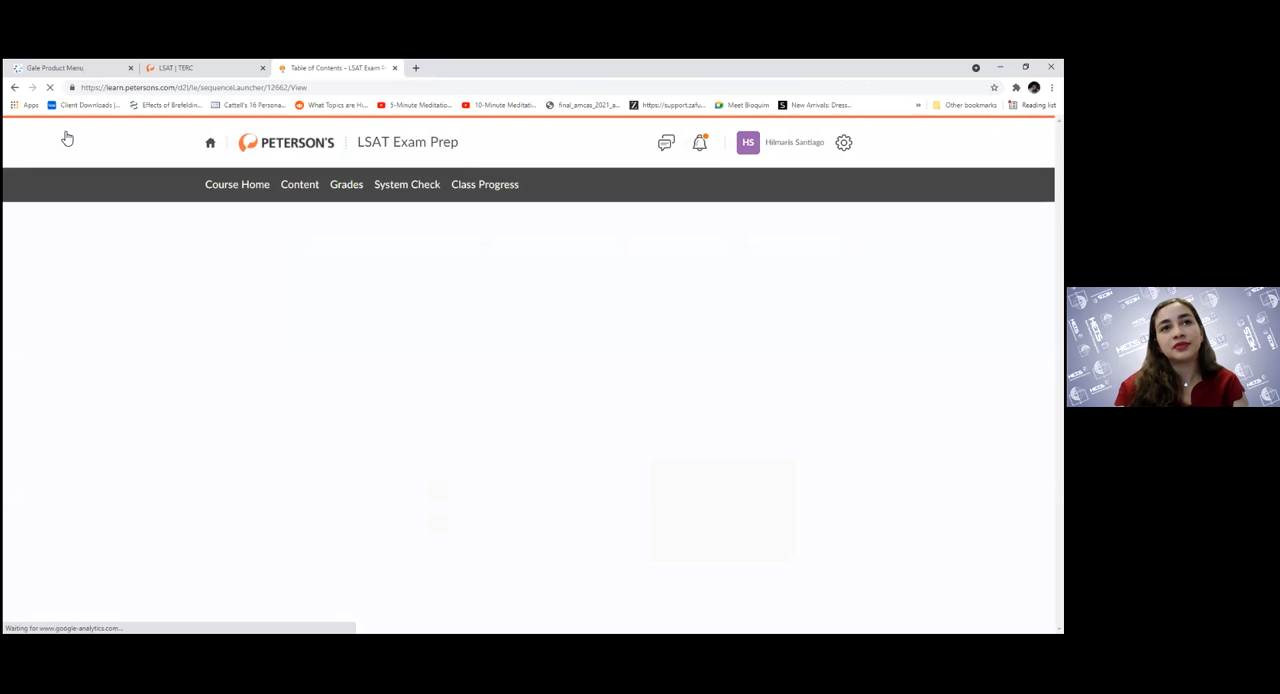 Gale Product Menu
LSAT | TERC
Table of Contents - LSAT Exam P
https://learn.petersons.com/d2l/le/sequenceLauncher/12662/View
Apps
Client Downloads |...
Effects of Brefeldin...
Cattell's 16 Persona...
What Topics are Hi...
5-Minute Meditatio...
10-Minute Meditati...
final_amcas_2021_a...
https://support.zafu...
Meet Bioquim
New Arrivals: Dress...
Other bookmarks
Reading list
PETERSON'S
LSAT Exam Prep
HS
Hilmaris Santiago
Course Home
Content
Grades
System Check
Class Progress
Waiting for www.google-analytics.com...